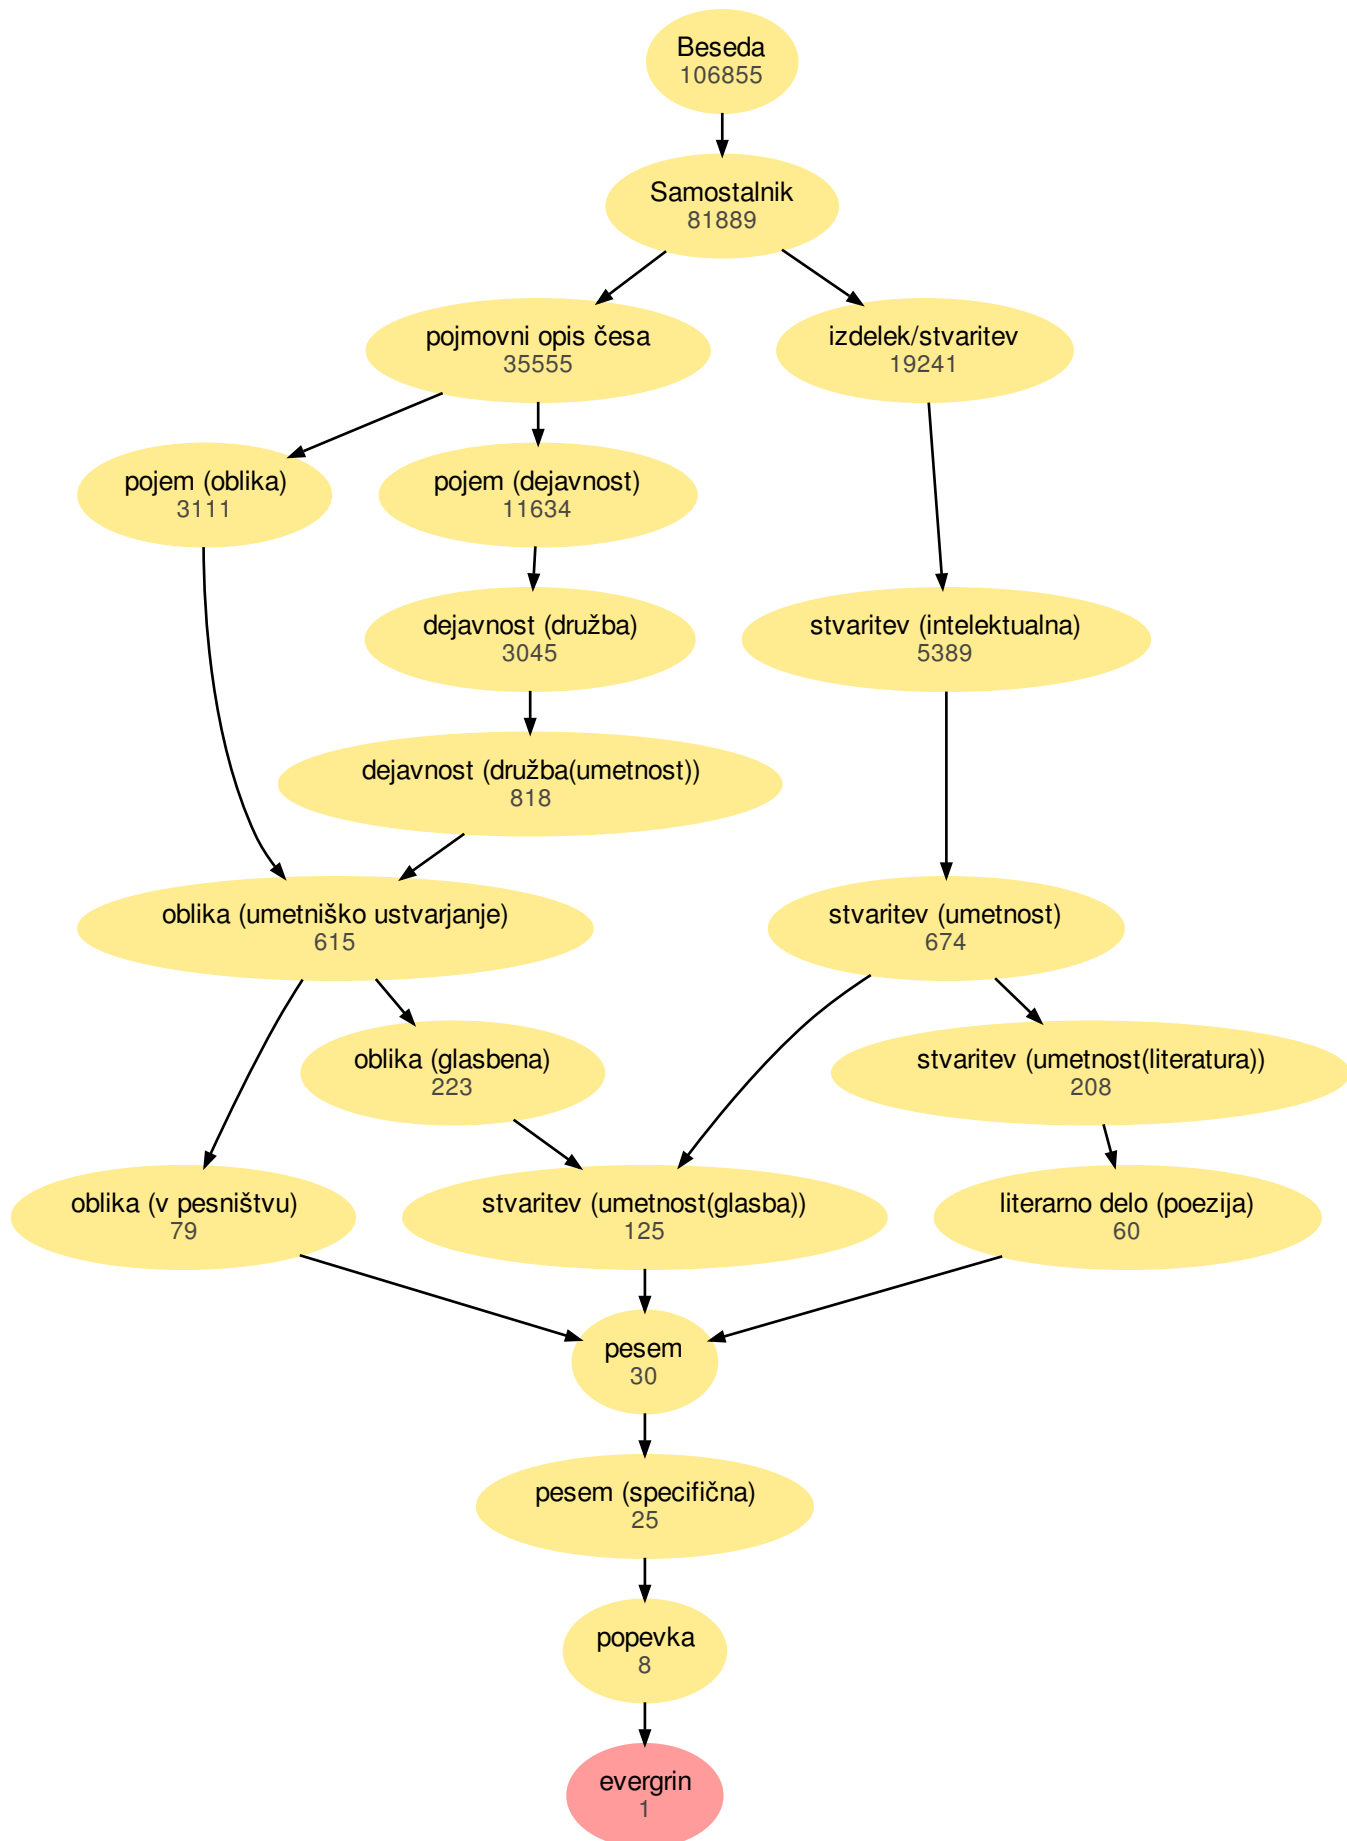 Beseda
106855
Samostalnik
81889
pojmovni opis česa
35555
izdelek/stvaritev
19241
pojem (oblika)
3111
pojem (dejavnost)
11634
dejavnost (družba)
3045
stvaritev (intelektualna)
5389
dejavnost (družba(umetnost))
818
oblika (umetniško ustvarjanje)
615
stvaritev (umetnost)
674
oblika (glasbena)
223
stvaritev (umetnost(literatura))
208
oblika (v pesništvu)
79
stvaritev (umetnost(glasba))
125
literarno delo (poezija)
60
pesem
30
pesem (specifična)
25
popevka
8
evergrin
1